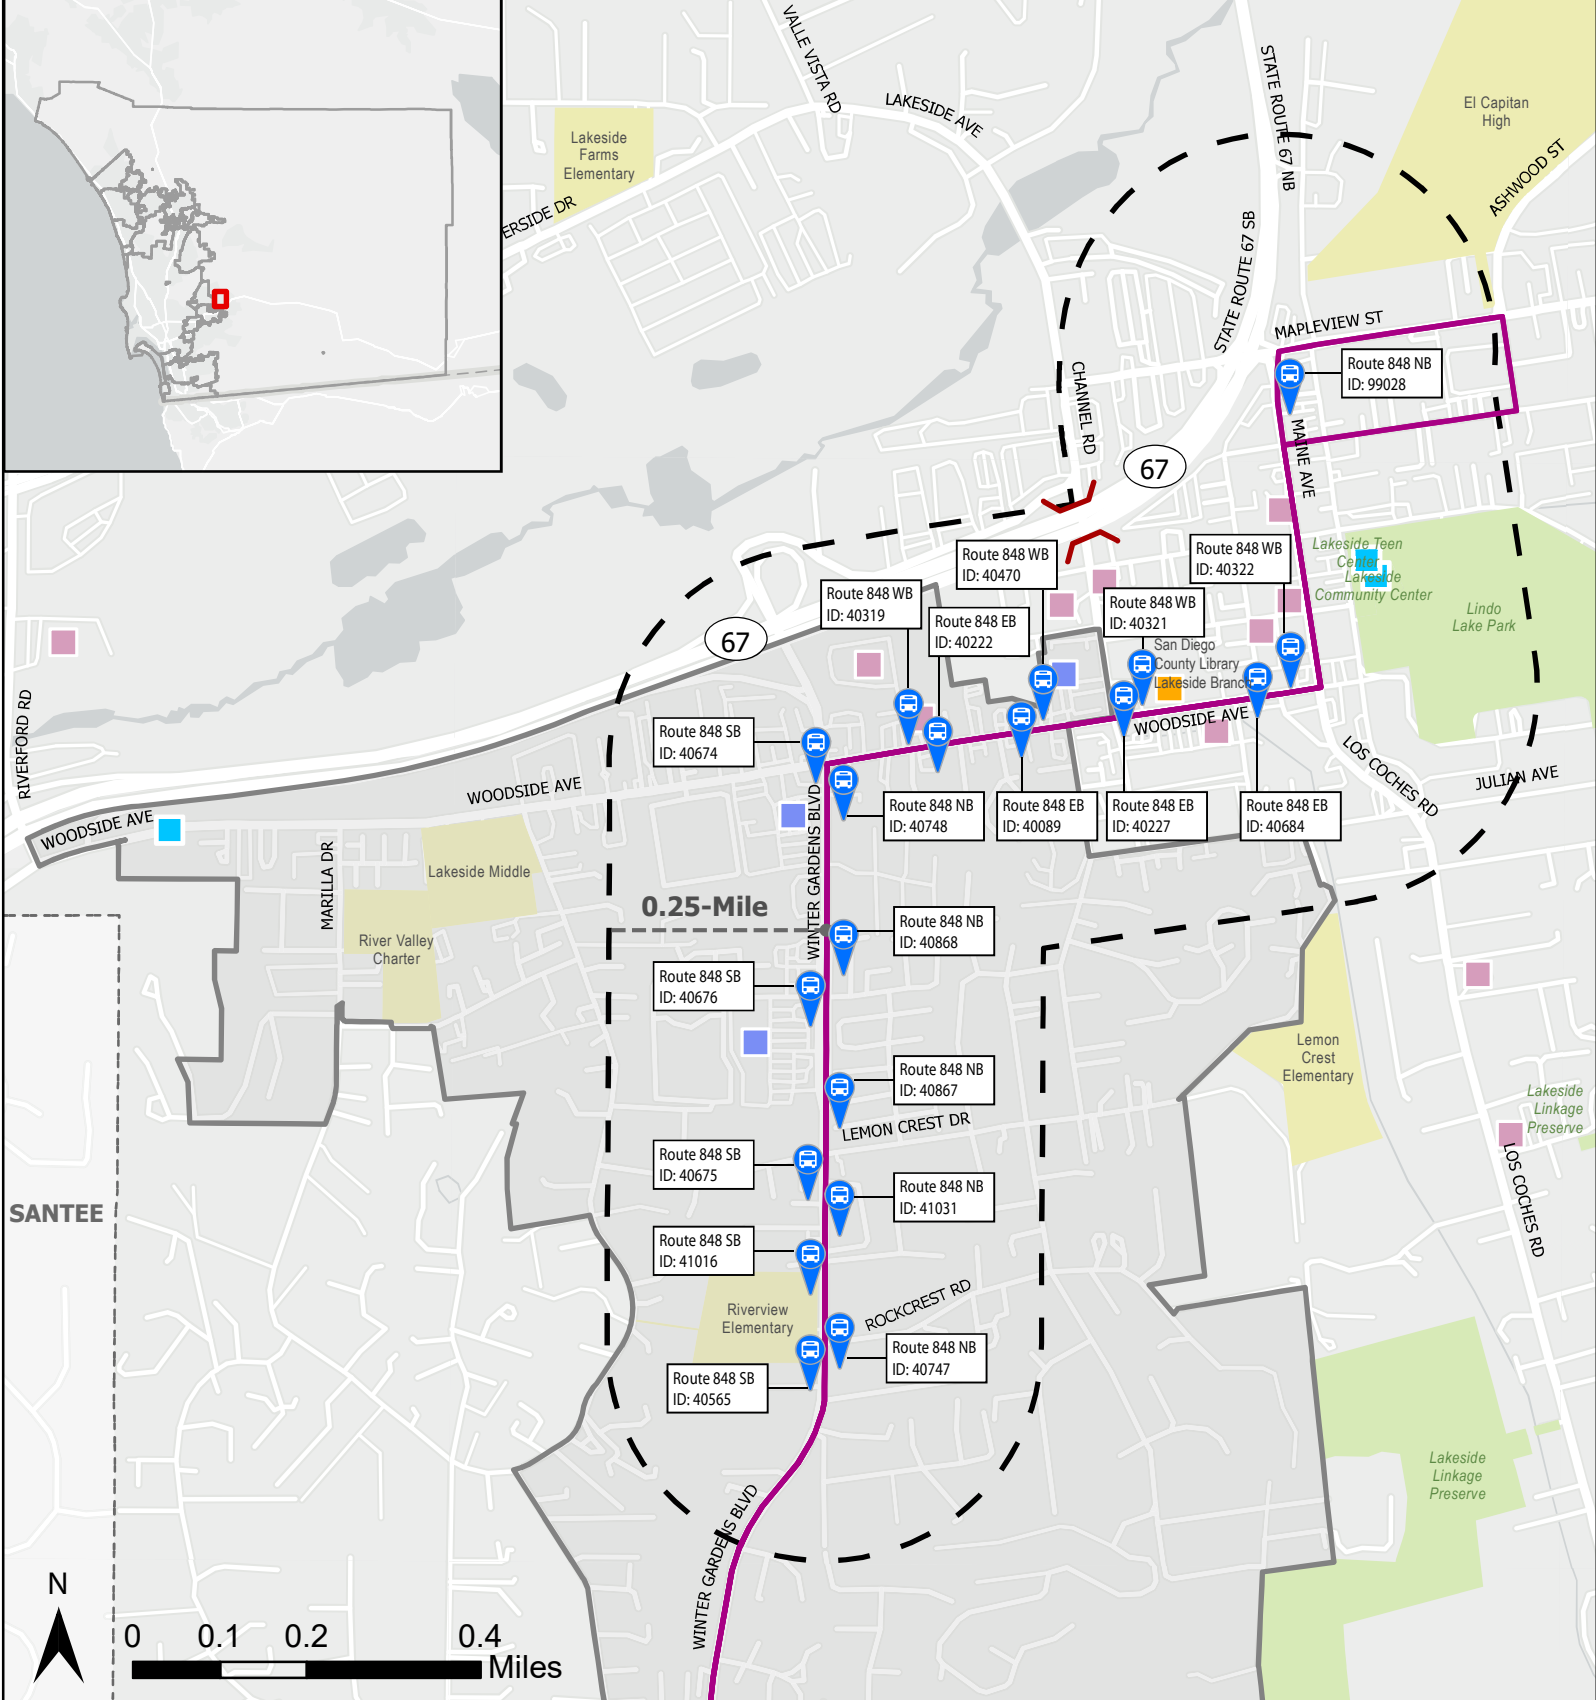 VALLE VISTA RD
LAKESIDE AVE
STATE ROUTE 67 NB
El Capitan
High
ASHWOOD ST
Lakeside
Farms
Elementary
ERSIDE DR
STATE ROUTE 67 SB
MAPLEVIEW ST
Route 848 NB
ID: 99028
CHANNEL RD
MAINE AVE
67
Lakeside Teen
Center
Lakeside
Community Center
Lindo
Lake Park
Route 848 WB
ID: 40470
Route 848 WB
ID: 40322
Route 848 WB
ID: 40319
Route 848 EB
ID: 40222
Route 848 WB
ID: 40321
67
San Diego
County Library
Lakeside Branch
RIVERFORD RD
Route 848 SB
ID: 40674
WOODSIDE AVE
LOS COCHES RD
JULIAN AVE
WOODSIDE AVE
WOODSIDE AVE
Route 848 NB
ID: 40748
Route 848 EB
ID: 40089
Route 848 EB
ID: 40227
Route 848 EB
ID: 40684
MARILLA DR
Lakeside Middle
WINTER GARDENS BLVD
0.25-Mile
River Valley
Charter
Route 848 NB
ID: 40868
Route 848 SB
ID: 40676
Lemon
Crest
Elementary
Route 848 NB
ID: 40867
LEMON CREST DR
Lakeside
Linkage
Preserve
Route 848 SB
ID: 40675
Route 848 NB
ID: 41031
LOS COCHES RD
SANTEE
Route 848 SB
ID: 41016
Riverview
Elementary
ROCKCREST RD
Route 848 NB
ID: 40747
Route 848 SB
ID: 40565
Lakeside
Linkage
Preserve
WINTER GARDENS BLVD
N
0 0.1 0.2 0.4
Miles